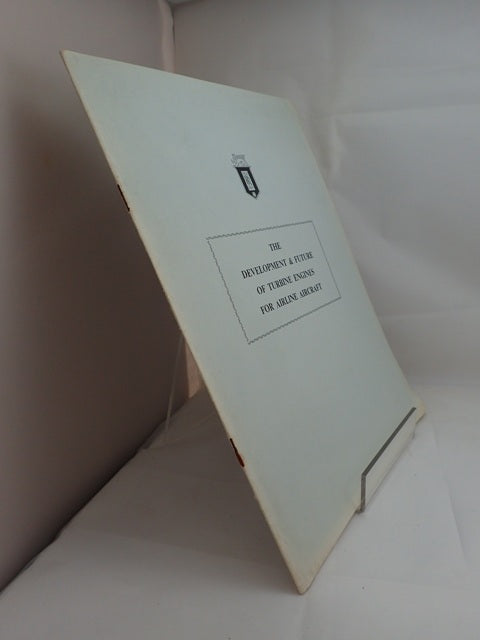 THE
DEVELOPMENT & FUTURE
OF TURBINE ENGINES
FOR AIRLINE AIRCRAFT